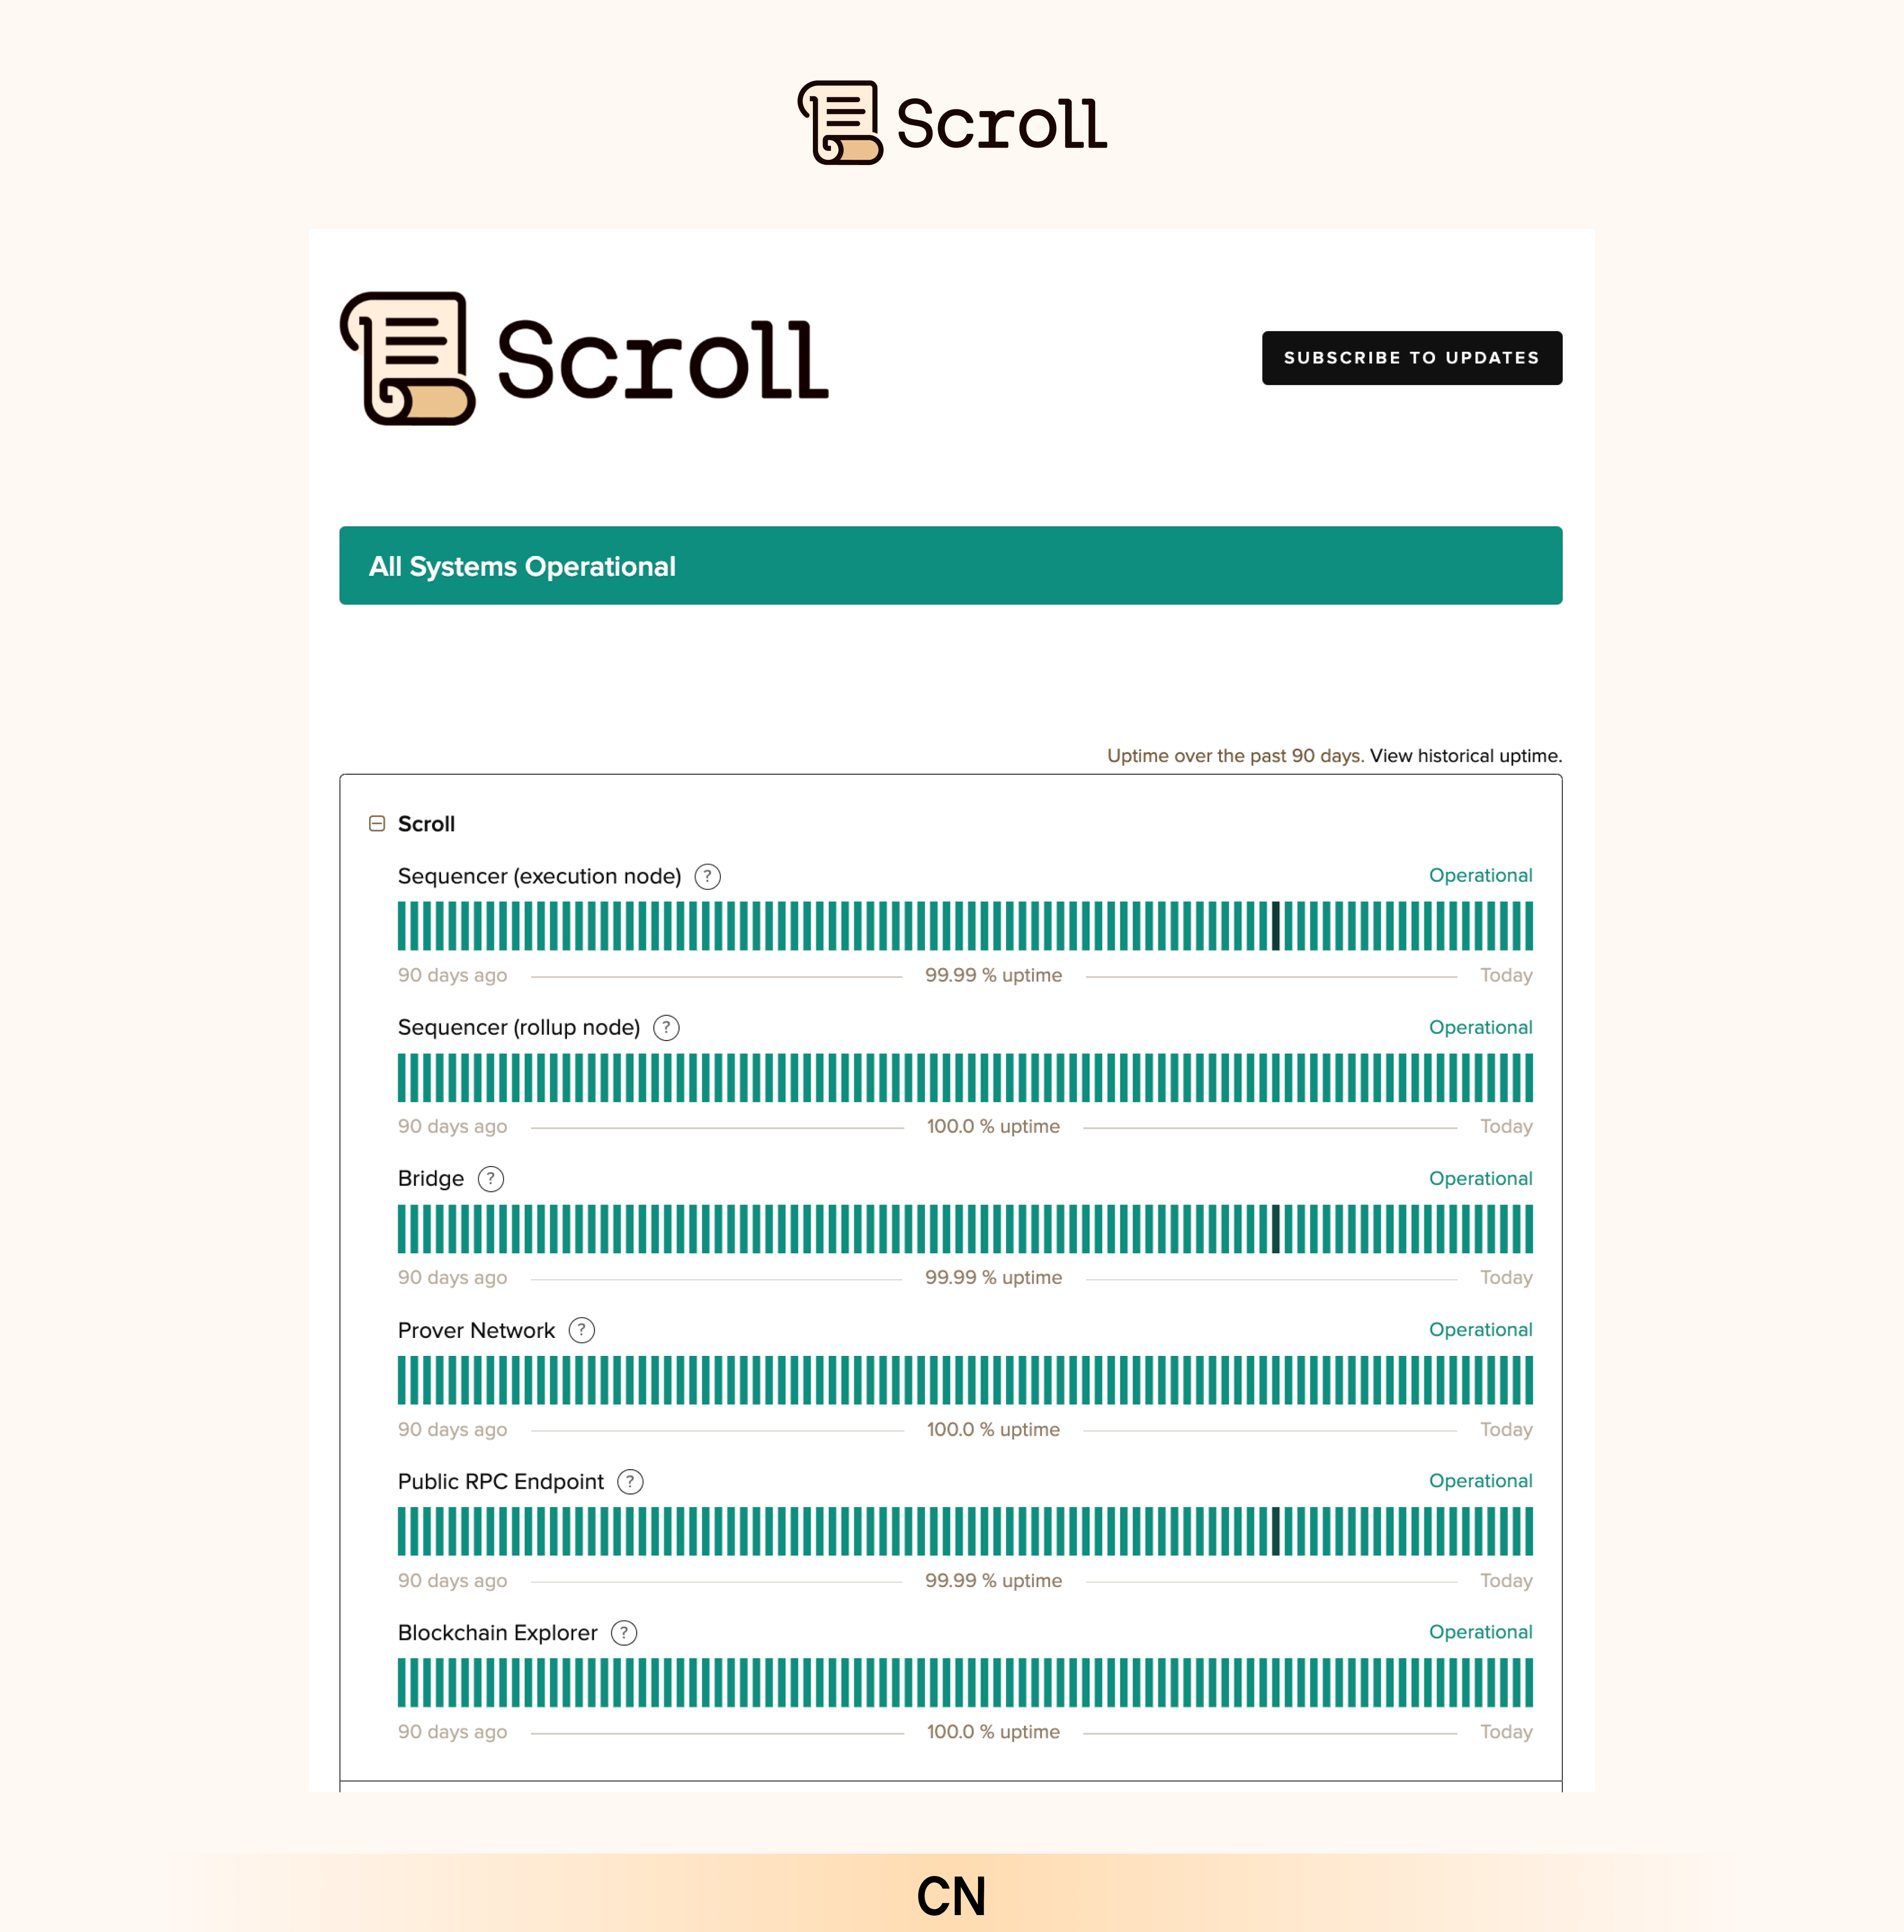 Scroll
Scroll
SUBSCRIBE TO UPDATES
All Systems Operational
Uptime over the past 90 days. View historical uptime.
Scroll
Sequencer (execution node) ? Operational
90 days ago 99.99 % uptime Today
Sequencer (rollup node) ? Operational
90 days ago 100.0 % uptime Today
Bridge ? Operational
90 days ago 99.99 % uptime Today
Prover Network ? Operational
90 days ago 100.0 % uptime Today
Public RPC Endpoint ? Operational
90 days ago 99.99 % uptime Today
Blockchain Explorer ? Operational
90 days ago 100.0 % uptime Today
CN